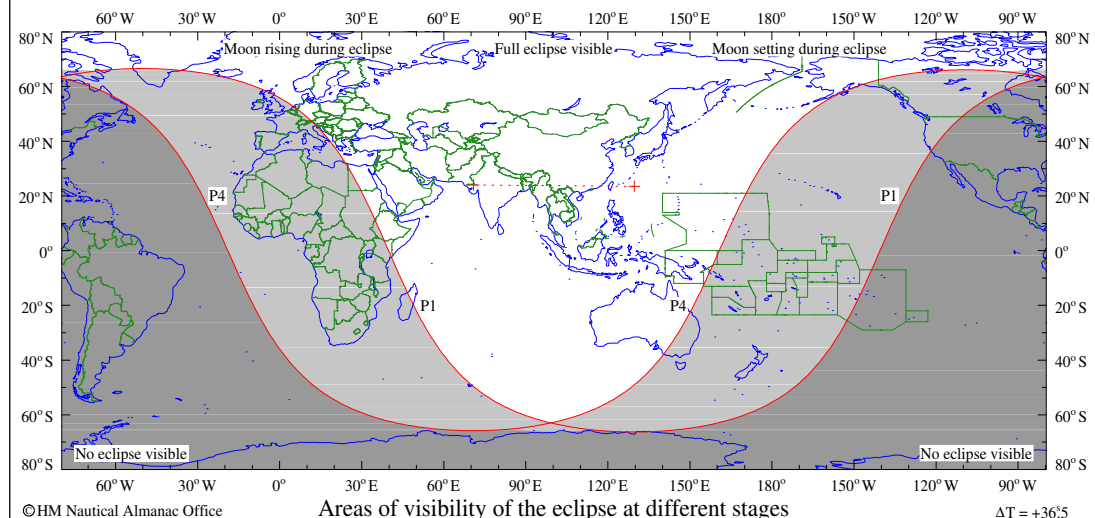 60° W 30° W 0° 30° E 60° E 90° E 120° E 150° E 180° 150° W 120° W 90° W
80° N Moon rising during eclipse Full eclipse visible Moon setting during eclipse 80° N
60° N 60° N
40° N 40° N
20° N P4 P1 20° N
0° 0°
20° S P1 P4 20° S
40° S 40° S
60° S 60° S
No eclipse visible No eclipse visible
80° S 80° S
60° W 30° W 0° 30° E 60° E 90° E 120° E 150° E 180° 150° W 120° W 90° W
© HM Nautical Almanac Office Areas of visibility of the eclipse at different stages ΔT = +36ˢ.5